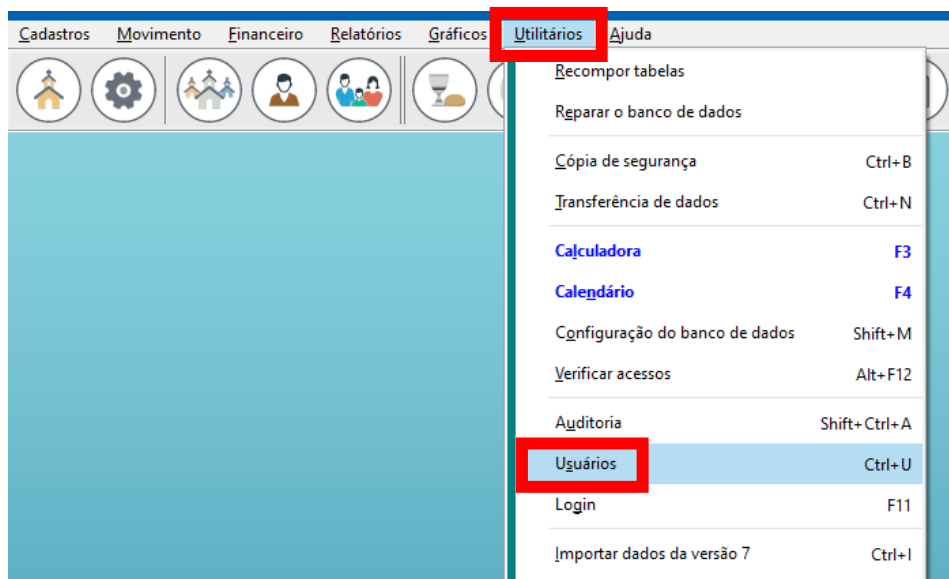 Cadastros Movimento Financeiro Relatórios Gráficos Utilitários Ajuda
Recompor tabelas
Reparar o banco de dados
Cópia de segurança Ctrl+B
Transferência de dados Ctrl+N
Calculadora F3
Calendário F4
Configuração do banco de dados Shift+M
Verificar acessos Alt+F12
Auditoria Shift+Ctrl+A
Usuários Ctrl+U
Login F11
Importar dados da versão 7 Ctrl+I